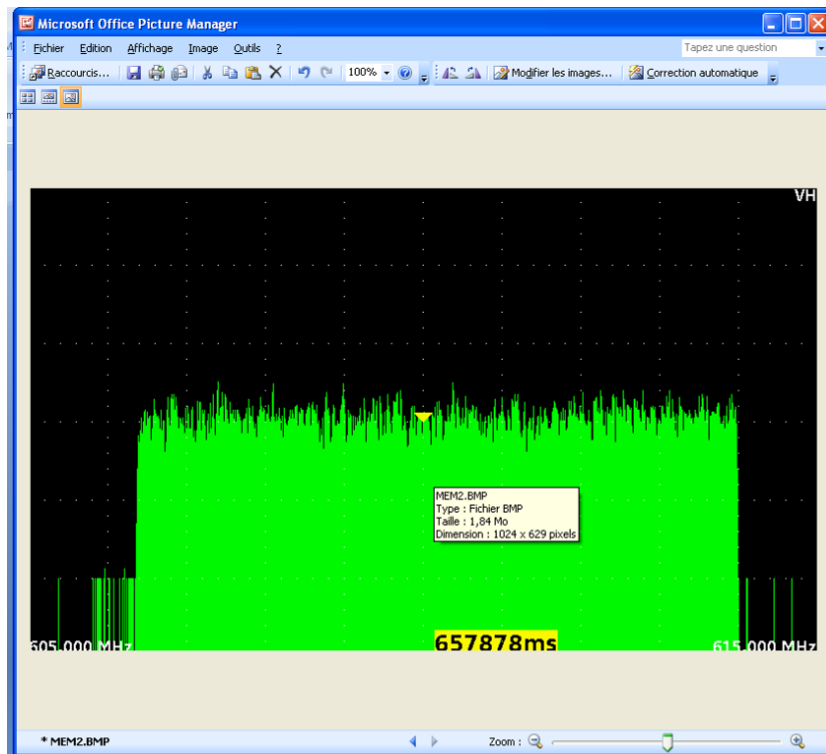 Microsoft Office Picture Manager
Fichier Edition Affichage Image Outils ? Tapez une question
Raccourcis... 100% Modifier les images... Correction automatique
VH
MEM2.BMP
Type : Fichier BMP
Taille : 1,84 Mo
Dimension : 1024 x 629 pixels
605.000 MHz 657878ms 615.000 MHz
* MEM2.BMP Zoom :